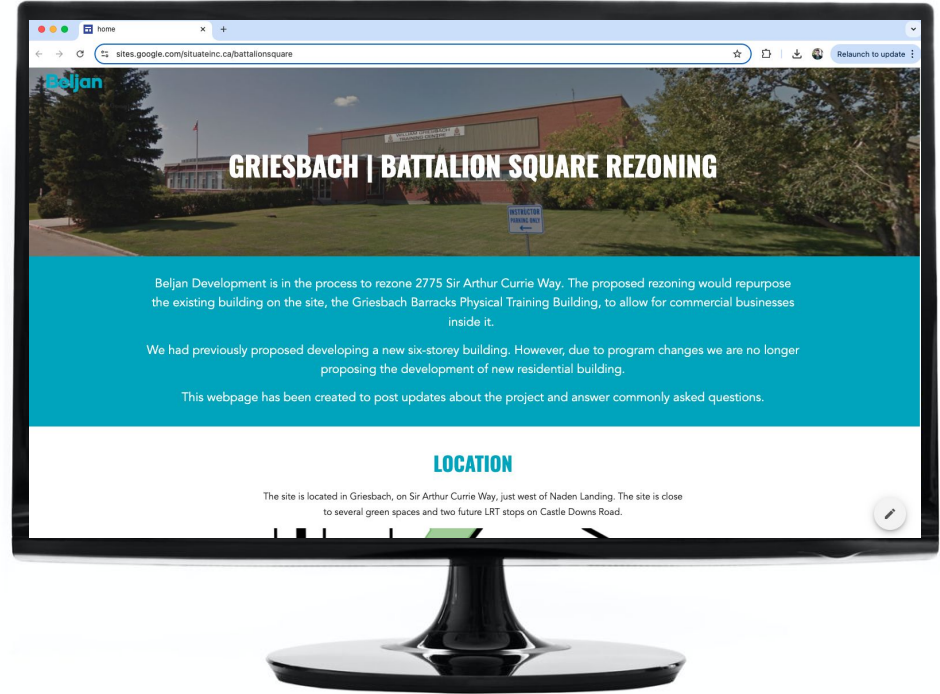 home
sites.google.com/situateinc.ca/battalionsquare
Relaunch to update
Beljan
GRIESBACH | BATTALION SQUARE REZONING
INSTRUCTOR
PARKING ONLY
Beljan Development is in the process to rezone 2775 Sir Arthur Currie Way. The proposed rezoning would repurpose
the existing building on the site, the Griesbach Barracks Physical Training Building, to allow for commercial businesses
inside it.
We had previously proposed developing a new six-storey building. However, due to program changes we are no longer
proposing the development of new residential building.
This webpage has been created to post updates about the project and answer commonly asked questions.
LOCATION
The site is located in Griesbach, on Sir Arthur Currie Way, just west of Naden Landing. The site is close
to several green spaces and two future LRT stops on Castle Downs Road.